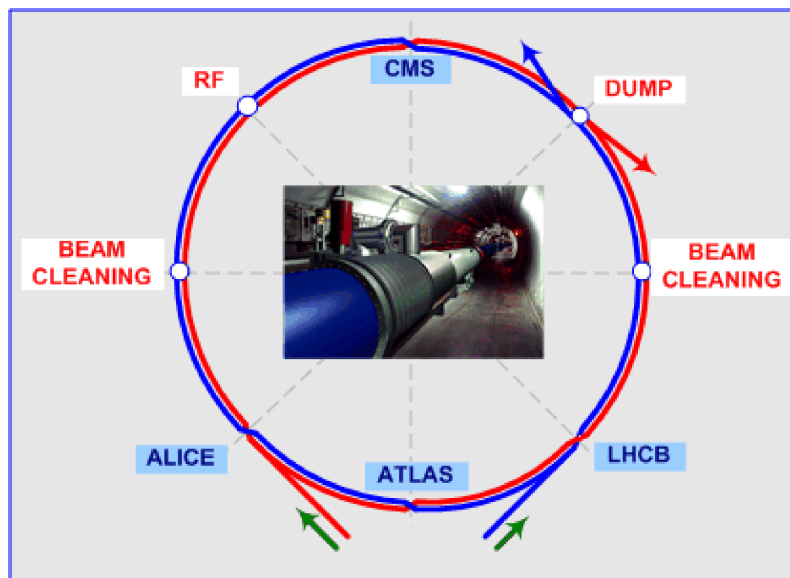 CMS
RF
DUMP
BEAM
CLEANING
BEAM
CLEANING
ALICE
ATLAS
LHCB